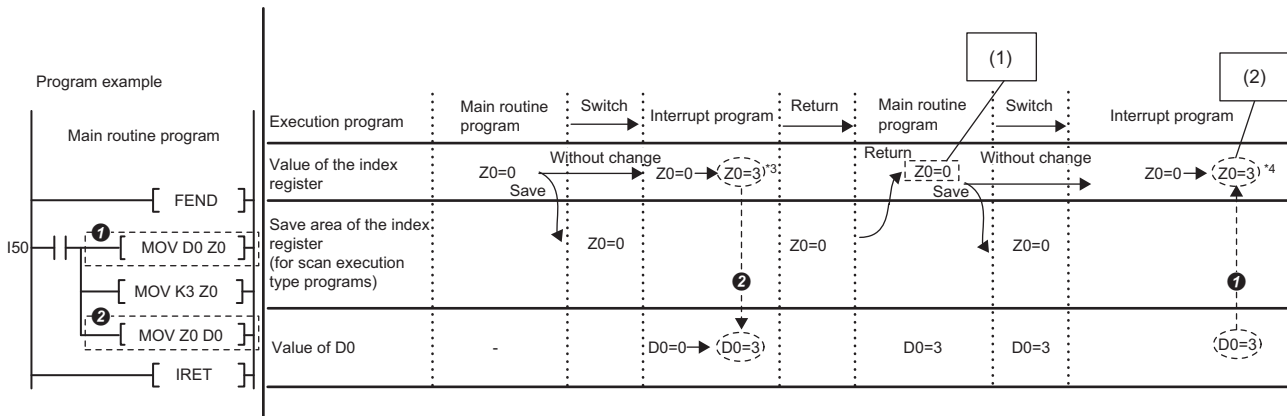 Program example
Main routine program
FEND
I50
❶
MOV D0 Z0
MOV K3 Z0
❷
MOV Z0 D0
IRET
(1)
(2)
Execution program
Main routine
program
Switch
Interrupt program
Return
Main routine
program
Switch
Interrupt program
Value of the index
register
Z0=0
Without change
Save
Z0=0
Z0=3
*3
Return
Z0=0
Without change
Save
Z0=0
Z0=3
*4
Save area of the index
register
(for scan execution
type programs)
Z0=0
❷
Z0=0
Z0=0
❶
Value of D0
-
D0=0
D0=3
D0=3
D0=3
D0=3